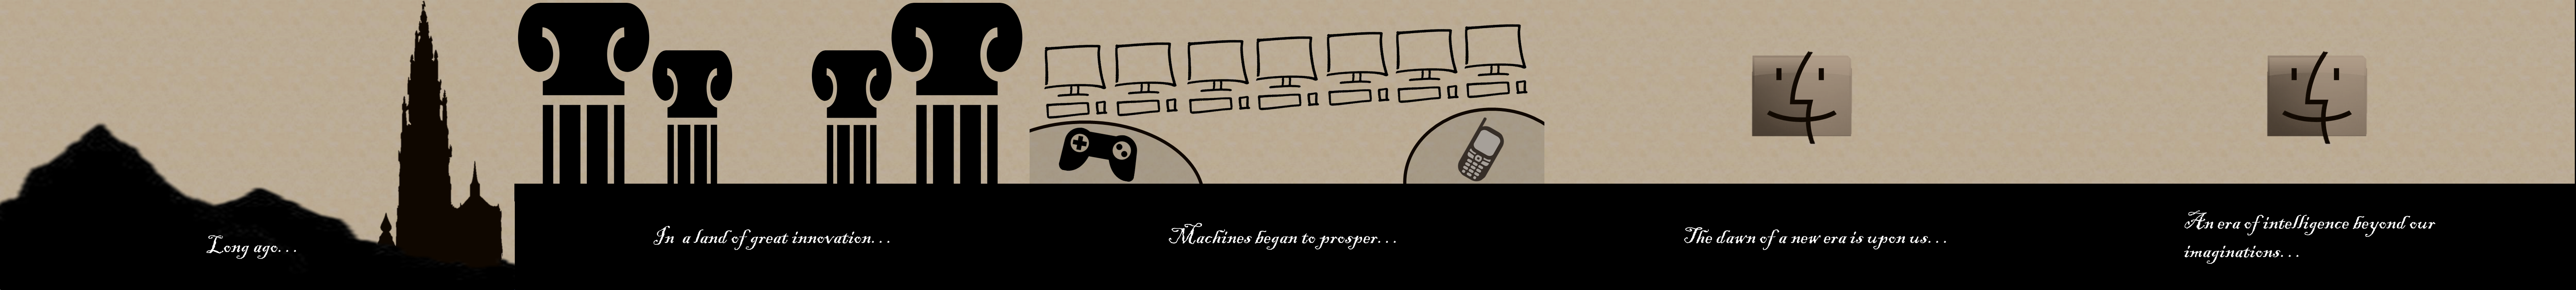 Long ago...
In a land of great innovation...
Machines began to prosper...
The dawn of a new era is upon us...
An era of intelligence beyond our
imaginations...